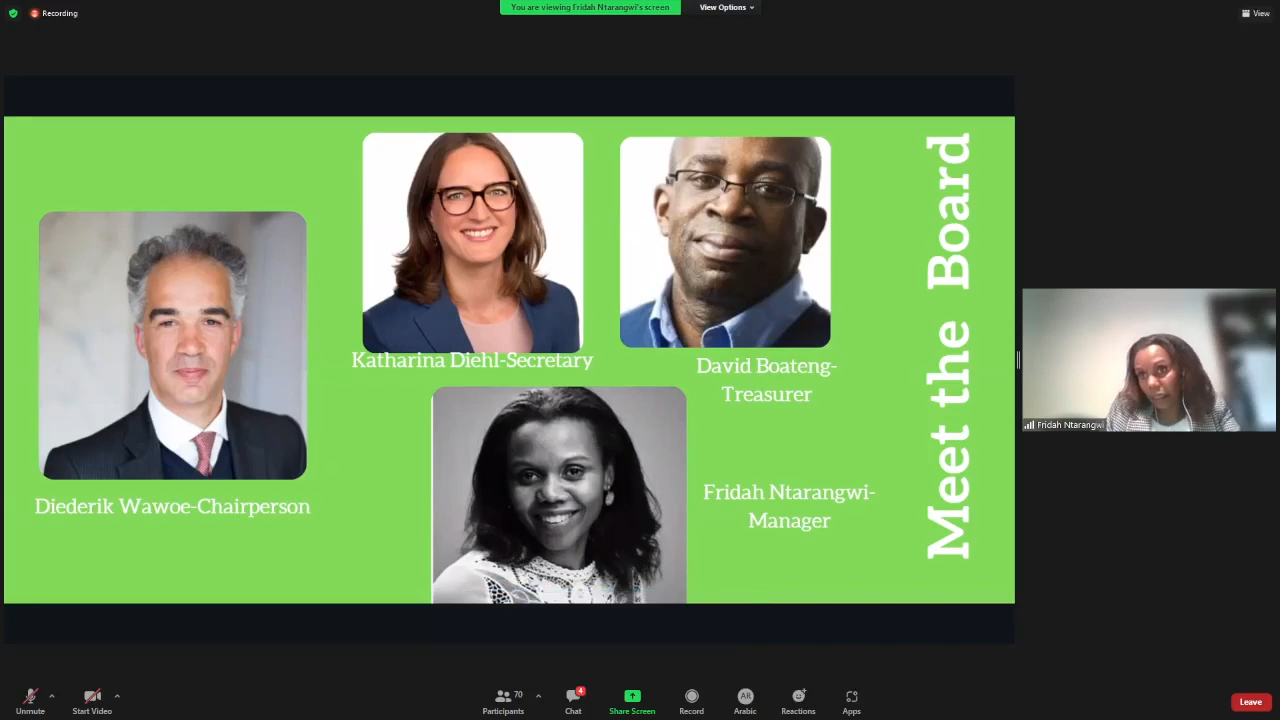 Recording
You are viewing Fridah Ntarangwi's screen
View Options
View
Meet the Board
Katharina Diehl-Secretary
David Boateng-
Treasurer
Diederik Wawoe-Chairperson
Fridah Ntarangwi-
Manager
Fridah Ntarangwi
Unmute
Start Video
70
Participants
4
Chat
Share Screen
Record
AR
Arabic
Reactions
Apps
Leave